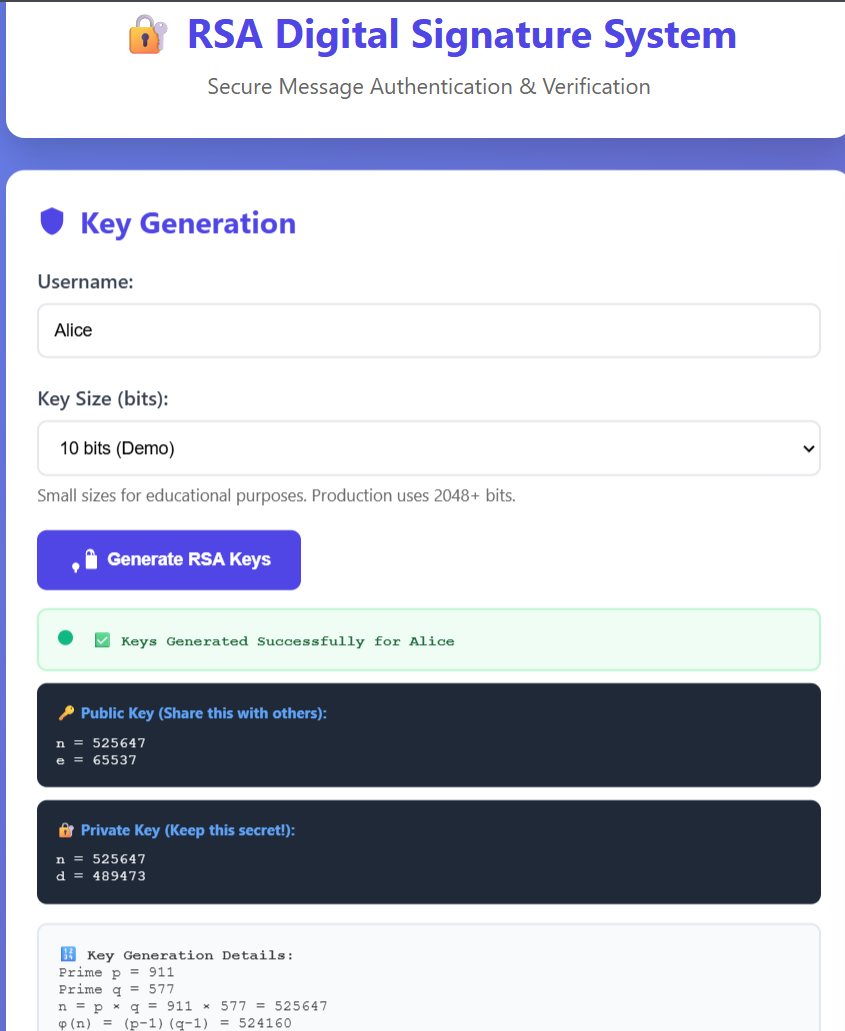 RSA Digital Signature System
Secure Message Authentication & Verification
Key Generation
Username:
Alice
Key Size (bits):
10 bits (Demo)
Small sizes for educational purposes. Production uses 2048+ bits.
Generate RSA Keys
Keys Generated Successfully for Alice
Public Key (Share this with others):
n = 525647
e = 65537
Private Key (Keep this secret!):
n = 525647
d = 489473
Key Generation Details:
Prime p = 911
Prime q = 577
n = p × q = 911 × 577 = 525647
φ(n) = (p-1)(q-1) = 524160